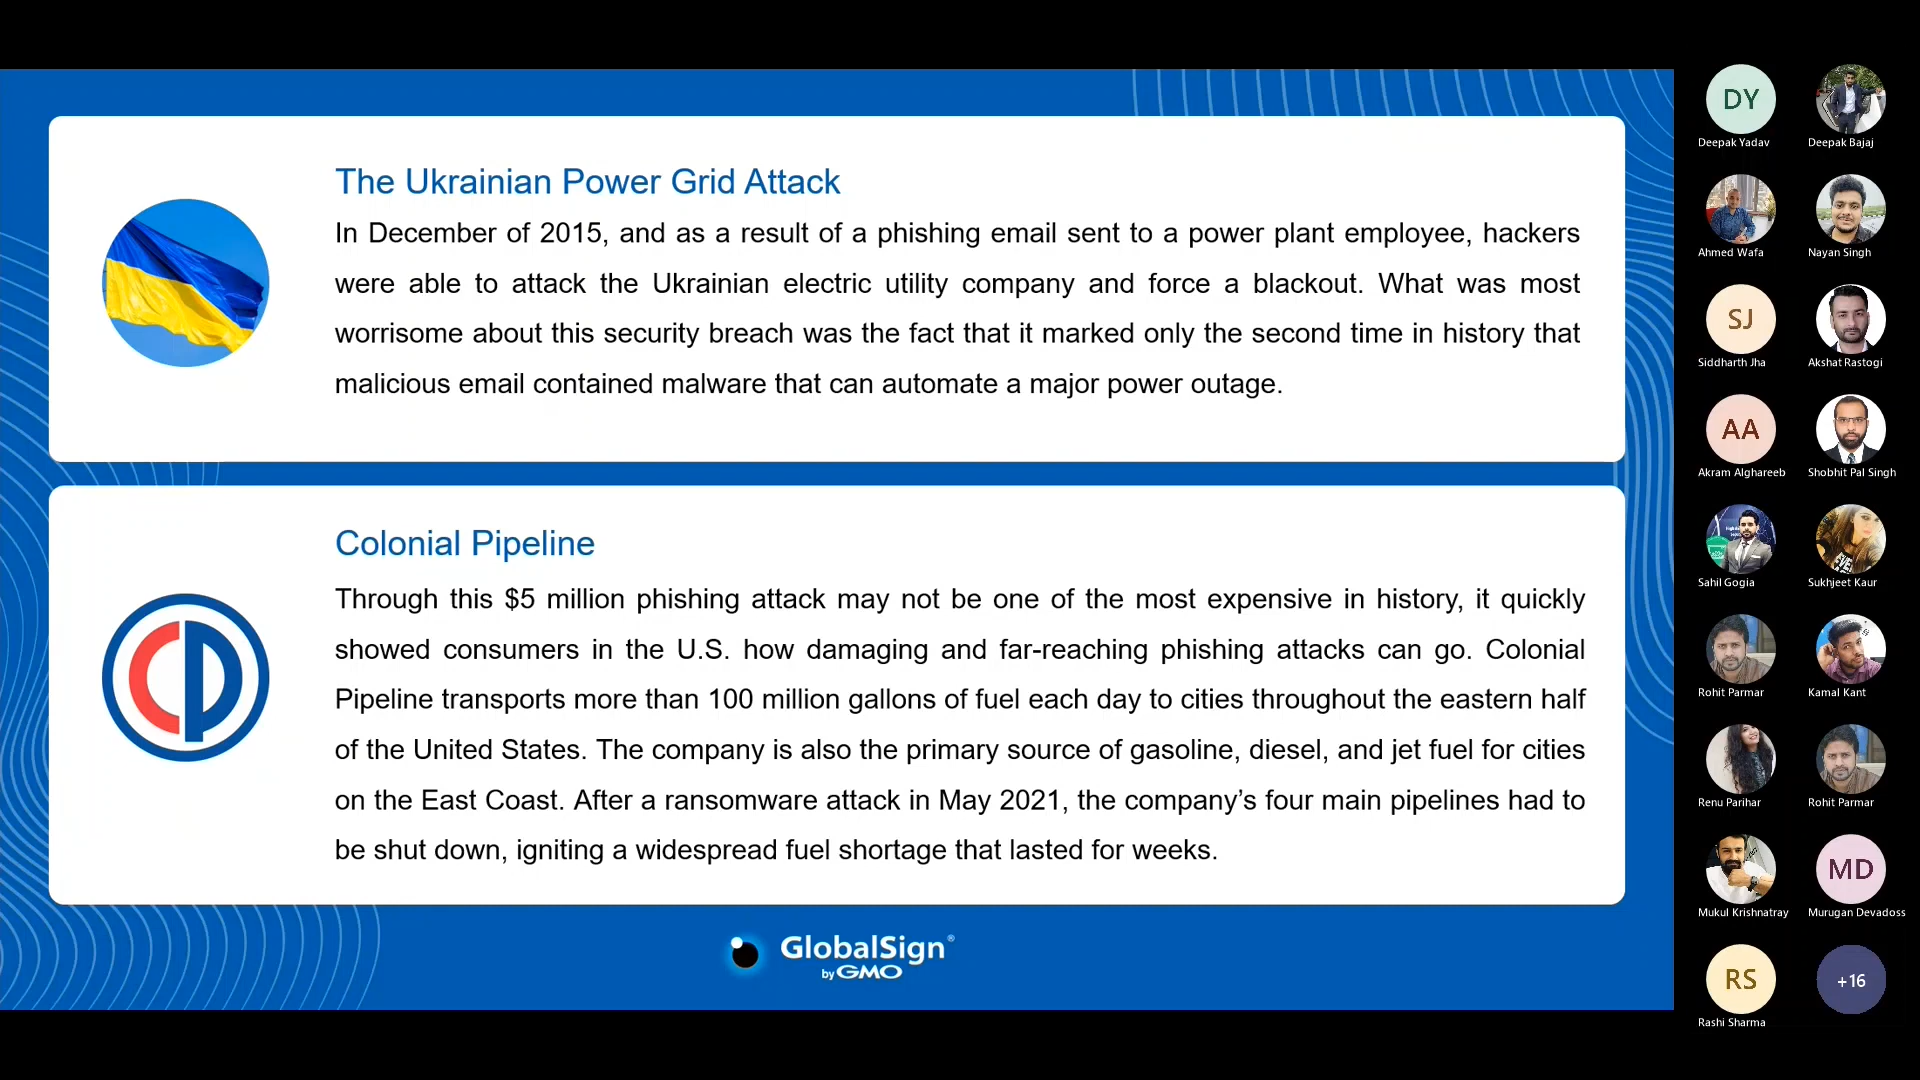 The Ukrainian Power Grid Attack
In December of 2015, and as a result of a phishing email sent to a power plant employee, hackers
were able to attack the Ukrainian electric utility company and force a blackout. What was most
worrisome about this security breach was the fact that it marked only the second time in history that
malicious email contained malware that can automate a major power outage.
Colonial Pipeline
Through this $5 million phishing attack may not be one of the most expensive in history, it quickly
showed consumers in the U.S. how damaging and far-reaching phishing attacks can go. Colonial
Pipeline transports more than 100 million gallons of fuel each day to cities throughout the eastern half
of the United States. The company is also the primary source of gasoline, diesel, and jet fuel for cities
on the East Coast. After a ransomware attack in May 2021, the company’s four main pipelines had to
be shut down, igniting a widespread fuel shortage that lasted for weeks.
CP
GlobalSign®
by GMO
DY
Deepak Yadav
Deepak Bajaj
Ahmed Wafa
Nayan Singh
SJ
Siddharth Jha
Akshat Rastogi
AA
Akram Alghareeb
Shobhit Pal Singh
Sahil Gogia
Sukhjeet Kaur
Rohit Parmar
Kamal Kant
Renu Parihar
Rohit Parmar
Mukul Krishnatray
MD
Murugan Devadoss
RS
Rashi Sharma
+16